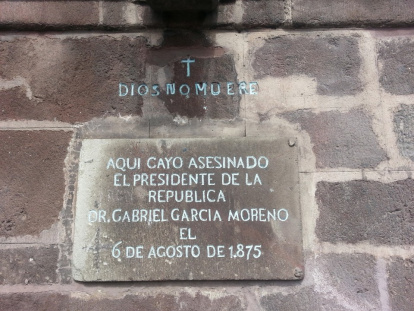 DIOS NO MUERE
AQUI CAYO ASESINADO
EL PRESIDENTE DE LA
REPUBLICA
DR. GABRIEL GARCIA MORENO
EL
6 DE AGOSTO DE 1.875